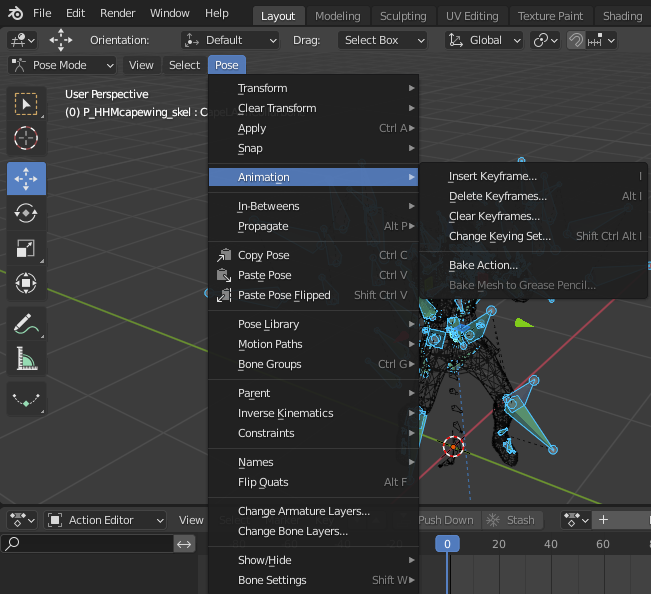 File Edit Render Window Help Layout Modeling Sculpting UV Editing Texture Paint Shading
Orientation: Default Drag: Select Box Global
Pose Mode View Select Pose
User Perspective
(0) P_HHMcapewing_skel :
Transform
Clear Transform
Apply Ctrl A
Snap
Animation
In-Betweens
Propagate Alt P
Copy Pose Ctrl C
Paste Pose Ctrl V
Paste Pose Flipped Shift Ctrl V
Pose Library
Motion Paths
Bone Groups Ctrl G
Parent
Inverse Kinematics
Constraints
Names
Flip Quats Alt F
Change Armature Layers...
Change Bone Layers...
Show/Hide
Bone Settings Shift W
Insert Keyframe... I
Delete Keyframes... Alt I
Clear Keyframes...
Change Keying Set... Shift Ctrl Alt I
Bake Action...
Bake Mesh to Grease Pencil...
Action Editor View Push Down Stash
0 20 40 60